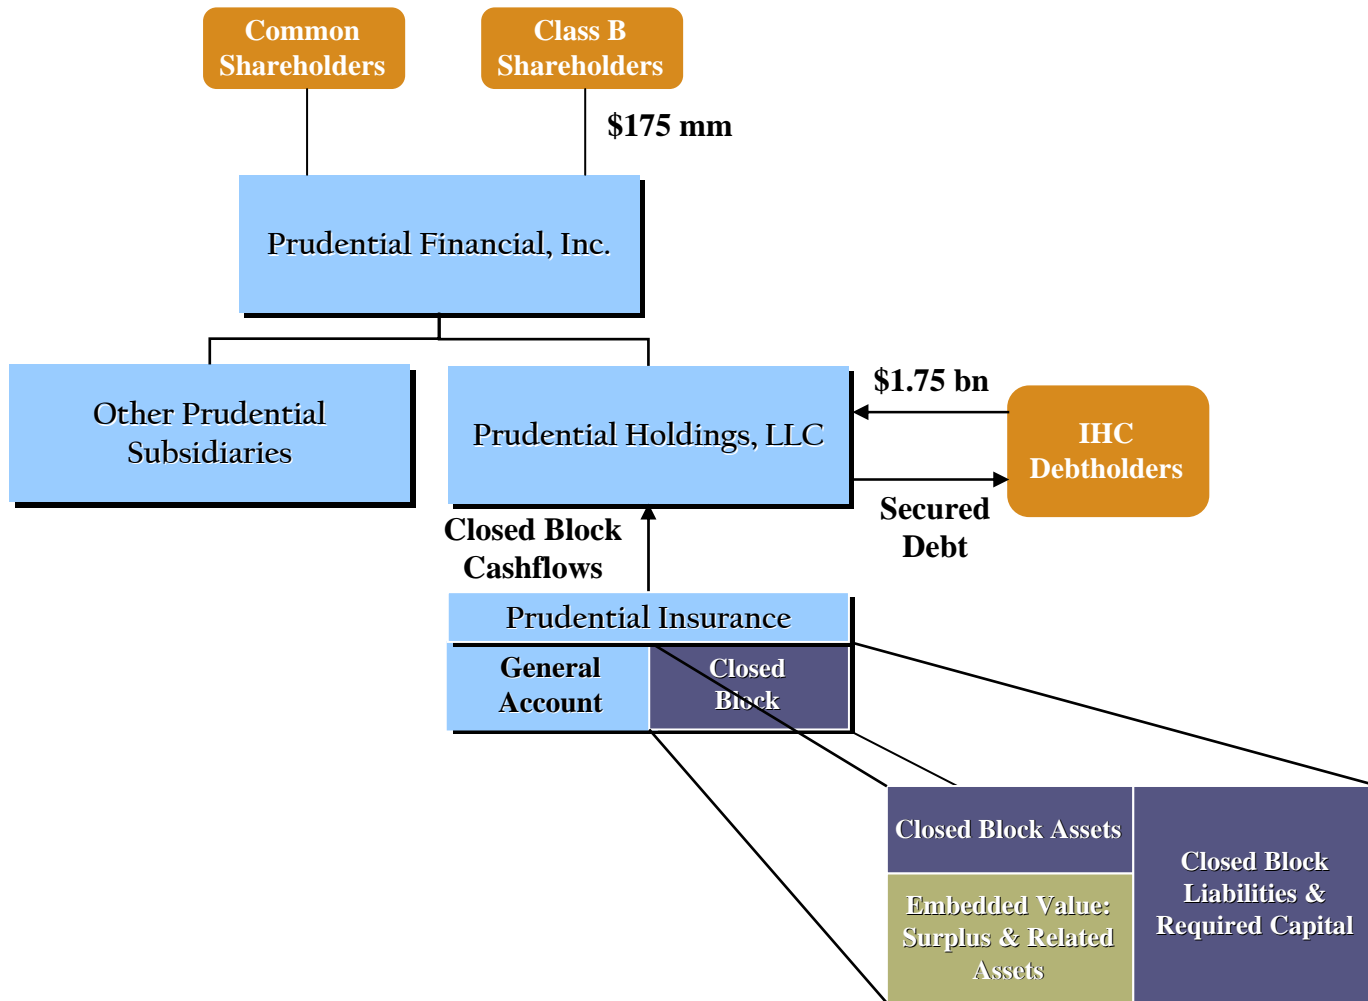 Common
Shareholders
Class B
Shareholders
$175 mm
Prudential Financial, Inc.
Other Prudential
Subsidiaries
Prudential Holdings, LLC
$1.75 bn
IHC
Debtholders
Secured
Debt
Closed Block
Cashflows
Prudential Insurance
General
Account
Closed
Block
Closed Block Assets
Embedded Value:
Surplus & Related
Assets
Closed Block
Liabilities &
Required Capital